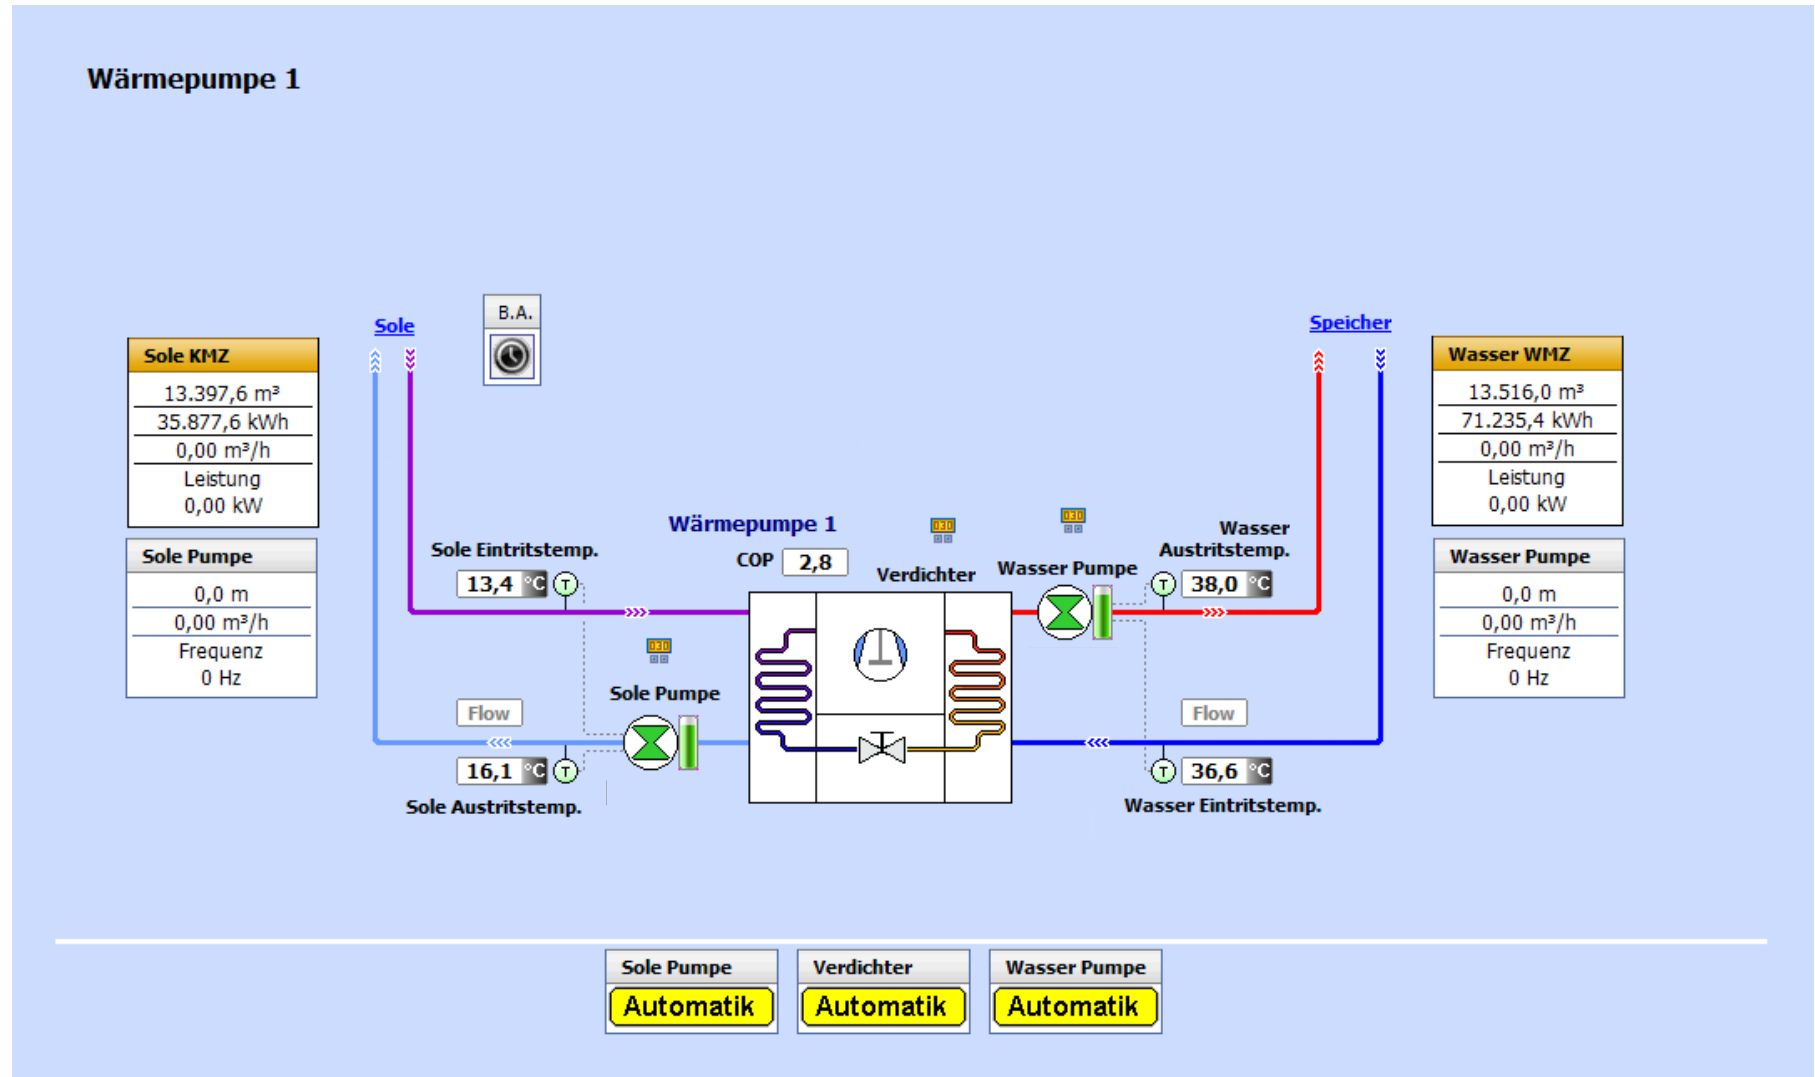 Wärmepumpe 1
Sole
B.A.
Speicher
Sole KMZ
13.397,6 m³
35.877,6 kWh
0,00 m³/h
Leistung
0,00 kW
Sole Pumpe
0,0 m
0,00 m³/h
Frequenz
0 Hz
Sole Eintritstemp.
13,4 °C
T
Flow
16,1 °C
T
Sole Austritstemp.
Wärmepumpe 1
COP 2,8
030
Verdichter
030
Wasser Pumpe
030
Sole Pumpe
Wasser
Austritstemp.
T
38,0 °C
Flow
T
36,6 °C
Wasser Eintritstemp.
Wasser WMZ
13.516,0 m³
71.235,4 kWh
0,00 m³/h
Leistung
0,00 kW
Wasser Pumpe
0,0 m
0,00 m³/h
Frequenz
0 Hz
Sole Pumpe
Automatik
Verdichter
Automatik
Wasser Pumpe
Automatik